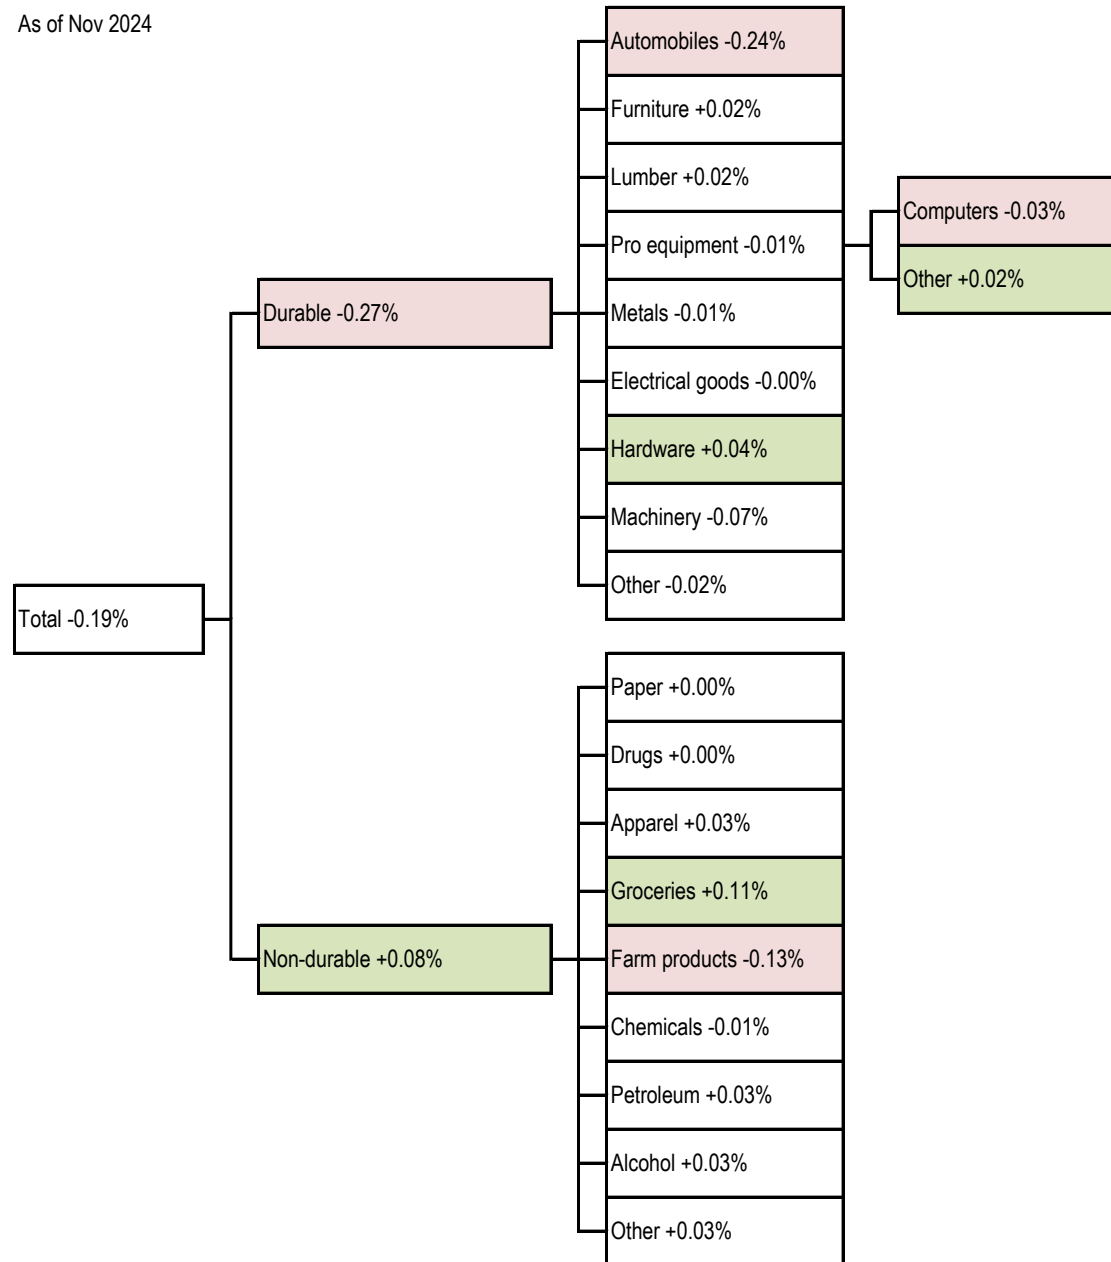 As of Nov 2024
Total -0.19%
Durable -0.27%
Automobiles -0.24%
Furniture +0.02%
Lumber +0.02%
Pro equipment -0.01%
Computers -0.03%
Other +0.02%
Metals -0.01%
Electrical goods -0.00%
Hardware +0.04%
Machinery -0.07%
Other -0.02%
Non-durable +0.08%
Paper +0.00%
Drugs +0.00%
Apparel +0.03%
Groceries +0.11%
Farm products -0.13%
Chemicals -0.01%
Petroleum +0.03%
Alcohol +0.03%
Other +0.03%